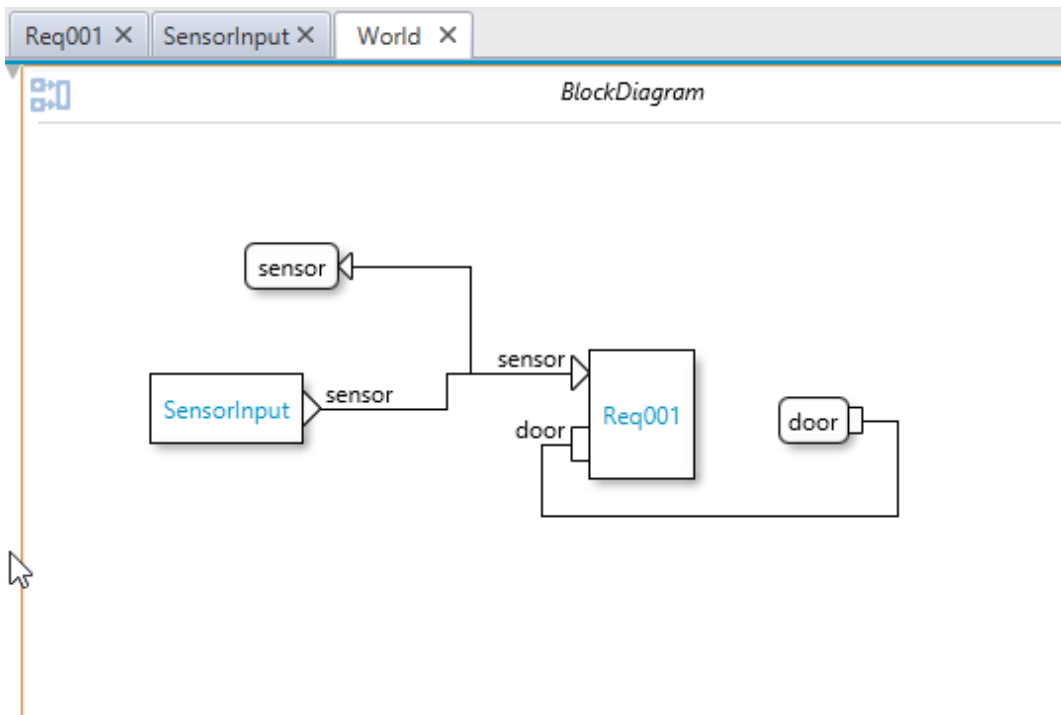 Req001
SensorInput
World
BlockDiagram
sensor
sensor
SensorInput
sensor
door
Req001
door